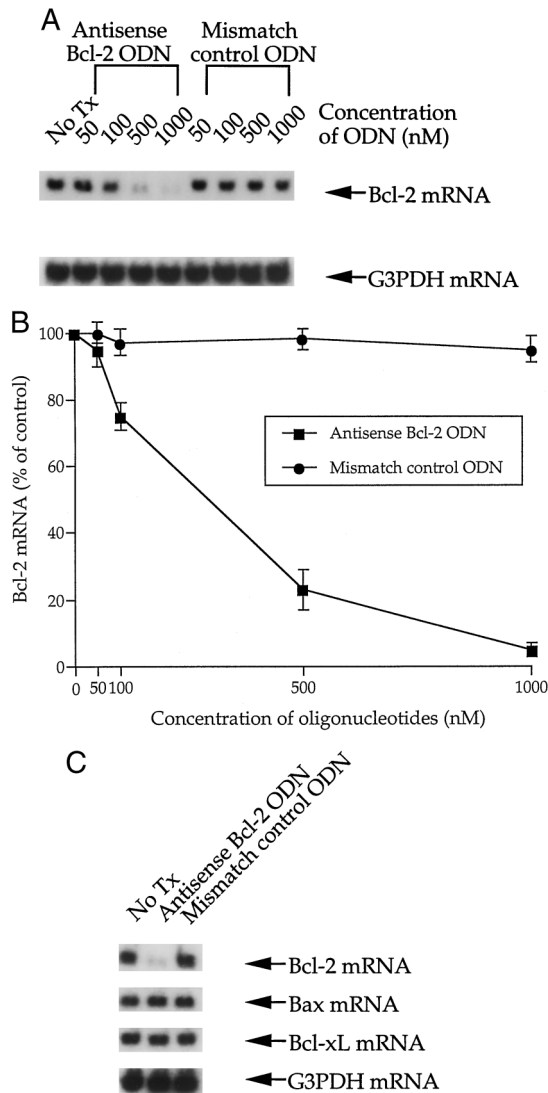 A
Antisense
Bcl-2 ODN
Mismatch
control ODN
No Tx
50
100
500
1000
50
100
500
1000
Concentration
of ODN (nM)
Bcl-2 mRNA
G3PDH mRNA
B
Bcl-2 mRNA (% of control)
100
80
60
40
20
0
Antisense Bcl-2 ODN
Mismatch control ODN
0
50
100
500
1000
Concentration of oligonucleotides (nM)
C
No Tx
Antisense Bcl-2 ODN
Mismatch control ODN
Bcl-2 mRNA
Bax mRNA
Bcl-xL mRNA
G3PDH mRNA